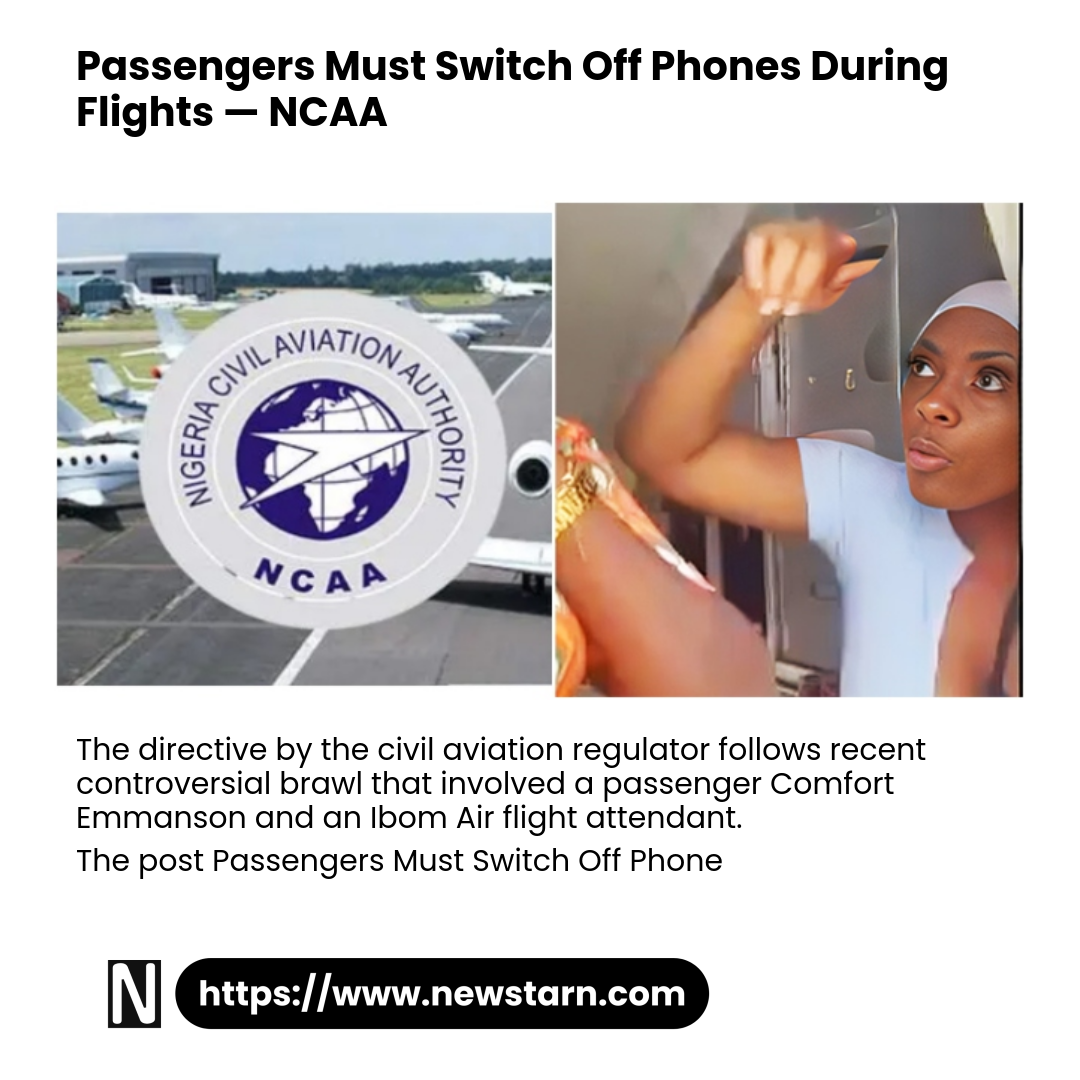 Passengers Must Switch Off Phones During
Flights — NCAA
NIGERIA CIVIL AVIATION AUTHORITY
NCAA
The directive by the civil aviation regulator follows recent
controversial brawl that involved a passenger Comfort
Emmanson and an Ibom Air flight attendant.
The post Passengers Must Switch Off Phone
N
https://www.newstarn.com